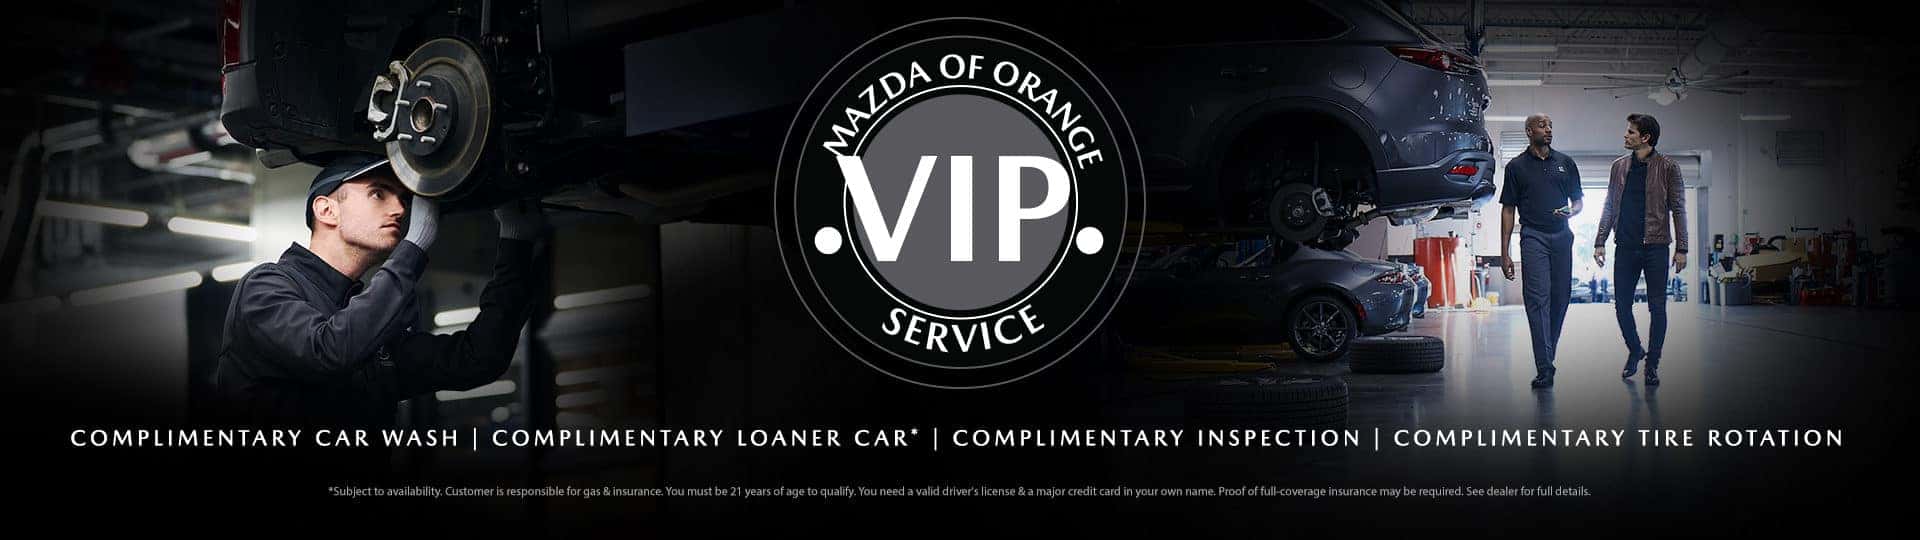 MAZDA OF ORANGE
VIP
SERVICE
COMPLIMENTARY CAR WASH | COMPLIMENTARY LOANER CAR* | COMPLIMENTARY INSPECTION | COMPLIMENTARY TIRE ROTATION
*Subject to availability. Customer is responsible for gas & insurance. You must be 21 years of age to qualify. You need a valid driver's license & a major credit card in your own name. Proof of full-coverage insurance may be required. See dealer for full details.